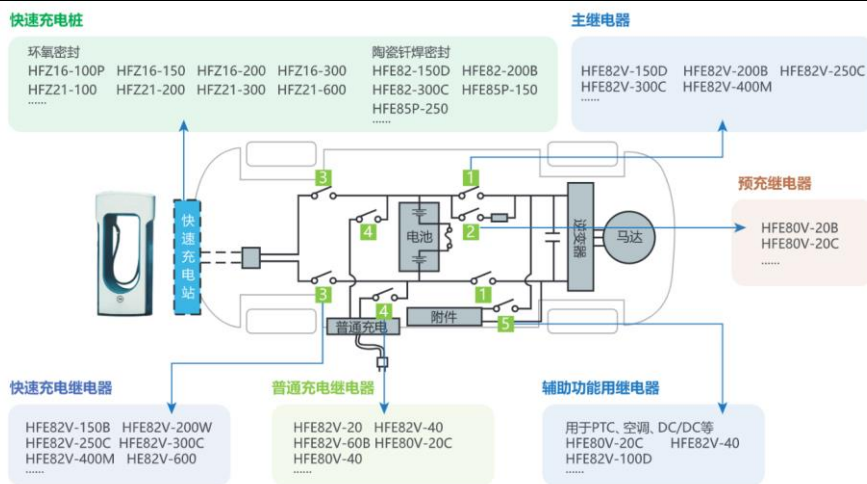 快速充电桩
环氧密封
HFZ16-100P HFZ16-150 HFZ16-200 HFZ16-300
HFZ21-100 HFZ21-200 HFZ21-300 HFZ21-600
......
陶瓷钎焊密封
HFE82-150D HFE82-200B
HFE82-300C HFE85P-150
HFE85P-250
......
主继电器
HFE82V-150D HFE82V-200B HFE82V-250C
HFE82V-300C HFE82V-400M
......
预充继电器
HFE80V-20B
HFE80V-20C
......
快速充电站
3
1
4
电池
2
逆变器
马达
3
1
4
5
普通充电
附件
快速充电继电器
HFE82V-150B HFE82V-200W
HFE82V-250C HFE82V-300C
HFE82V-400M HE82V-600
......
普通充电继电器
HFE82V-20 HFE82V-40
HFE82V-60B HFE80V-20C
HFE80V-40
......
辅助功能用继电器
用于PTC、空调、DC/DC等
HFE80V-20C HFE82V-40
HFE82V-100D
......